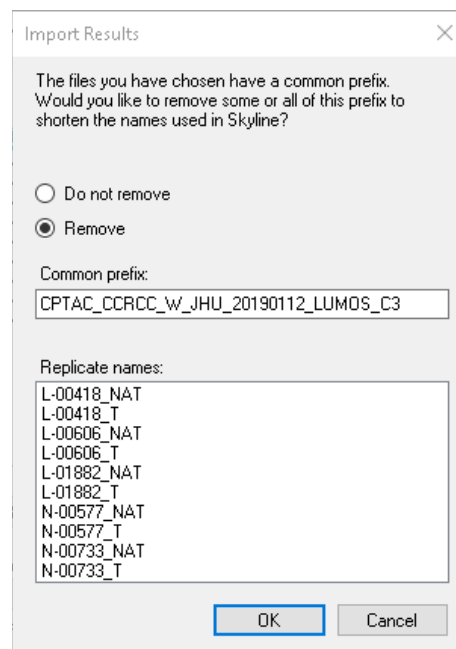 Import Results
The files you have chosen have a common prefix.
Would you like to remove some or all of this prefix to
shorten the names used in Skyline?
Do not remove
Remove
Common prefix:
CPTAC_CCRCC_W_JHU_20190112_LUMOS_C3
Replicate names:
L-00418_NAT
L-00418_T
L-00606_NAT
L-00606_T
L-01882_NAT
L-01882_T
N-00577_NAT
N-00577_T
N-00733_NAT
N-00733_T
OK
Cancel